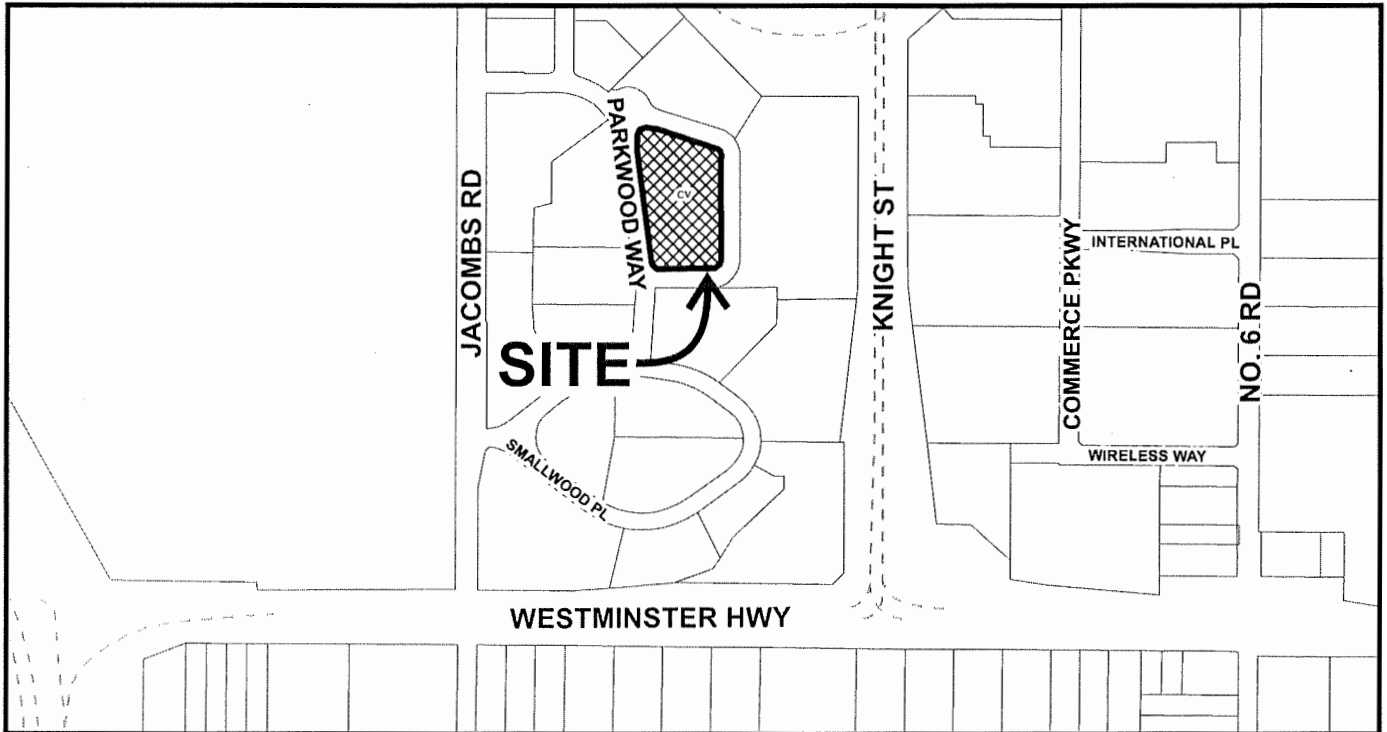 PARKWOOD WAY
CV
JACOMBS RD
KNIGHT ST
COMMERCE PKWY
INTERNATIONAL PL
NO. 6 RD
SITE
SMALLWOOD PL
WIRELESS WAY
WESTMINSTER HWY